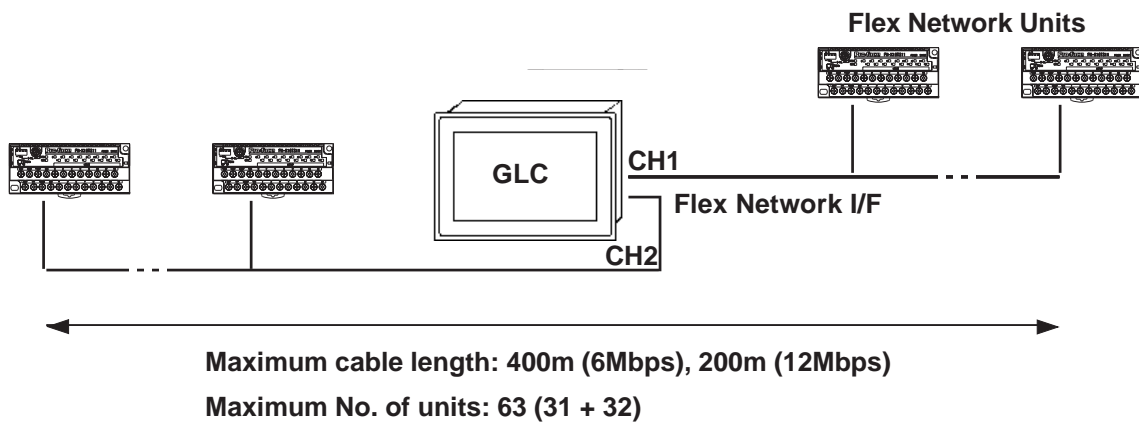 Flex Network Units
CH1
GLC
Flex Network I/F
CH2
Maximum cable length: 400m (6Mbps), 200m (12Mbps)
Maximum No. of units: 63 (31 + 32)